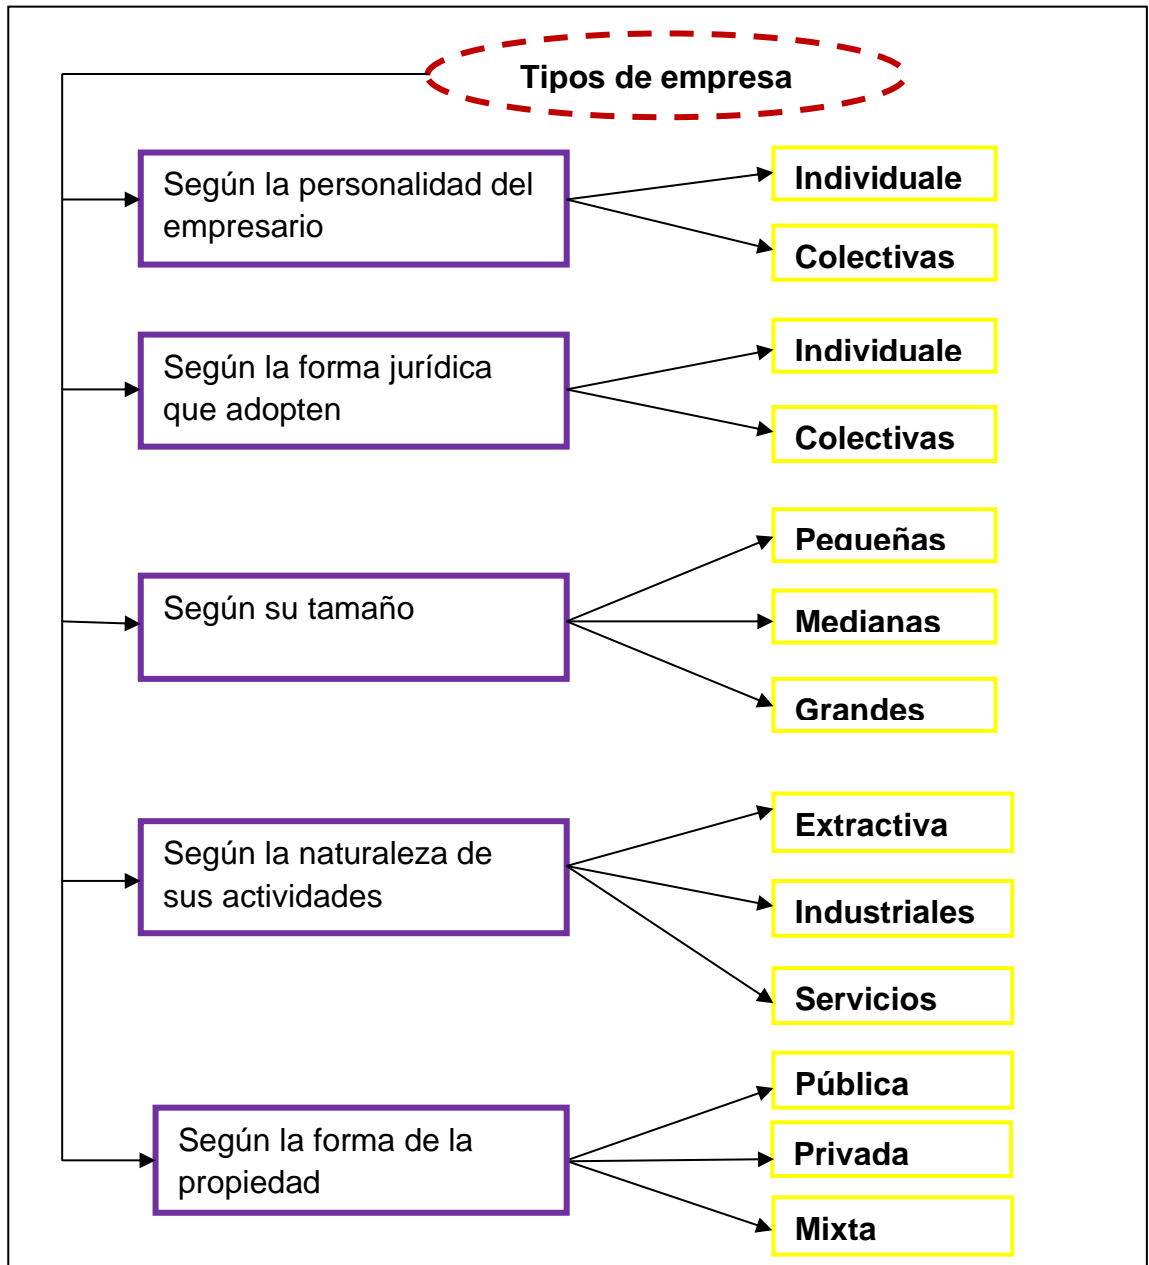 Tipos de empresa
Según la personalidad del
empresario
Individuale
Colectivas
Según la forma jurídica
que adopten
Individuale
Colectivas
Según su tamaño
Pequeñas
Medianas
Grandes
Según la naturaleza de
sus actividades
Extractiva
Industriales
Servicios
Según la forma de la
propiedad
Pública
Privada
Mixta